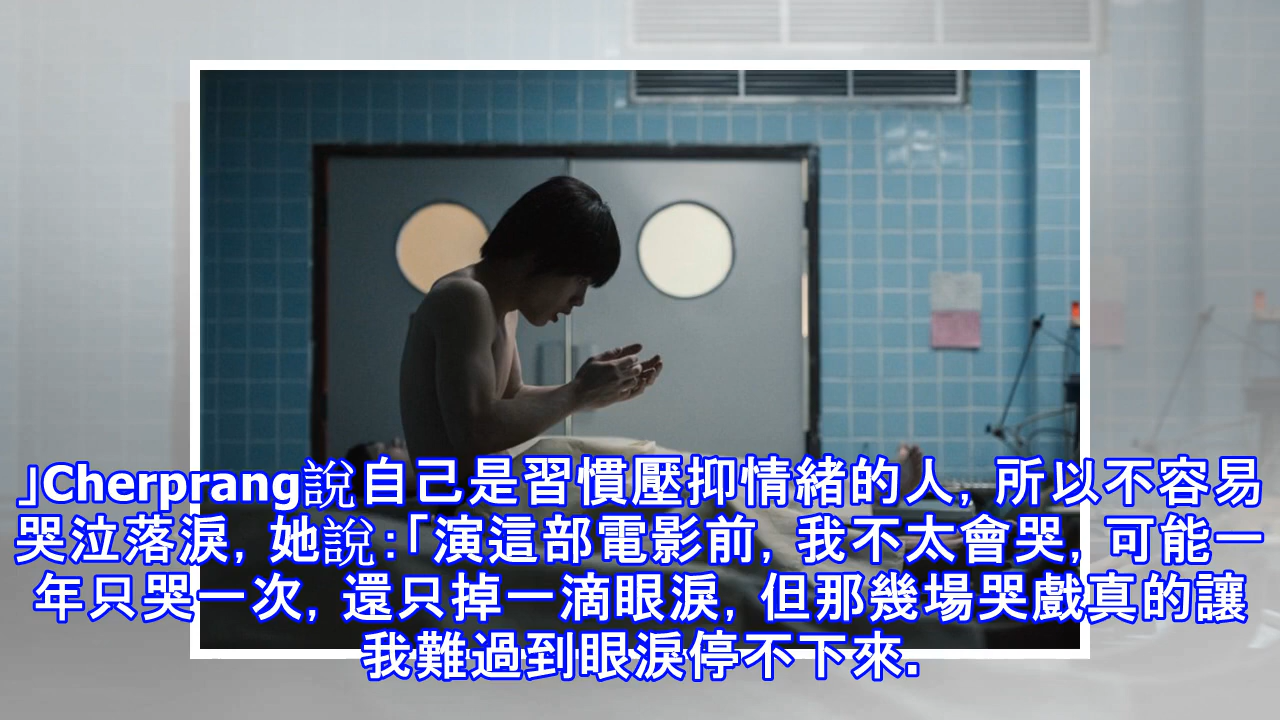 」Cherprang說自己是習慣壓抑情緒的人, 所以不容易
哭泣落淚, 她說:「演這部電影前, 我不太會哭, 可能一
年只哭一次, 還只掉一滴眼淚, 但那幾場哭戲真的讓
我難過到眼淚停不下來.